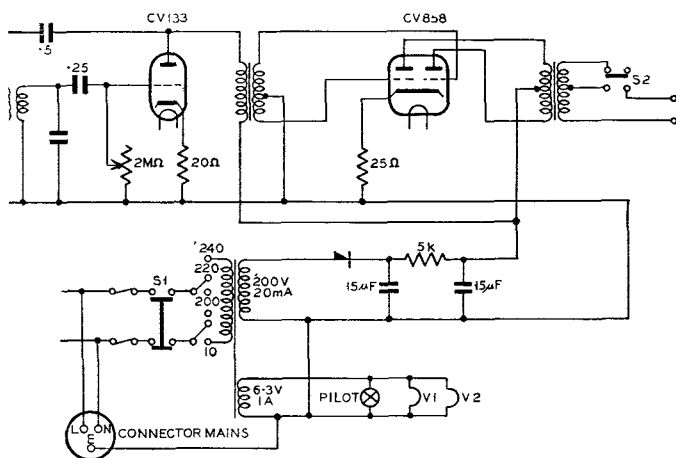 CV133
CV858
·5
·25
S2
2MΩ
20Ω
25Ω
240
220
200
10
S1
200V
20mA
5k
15µF
15µF
6·3V
1A
PILOT
V1
V2
L
N
E
CONNECTOR MAINS